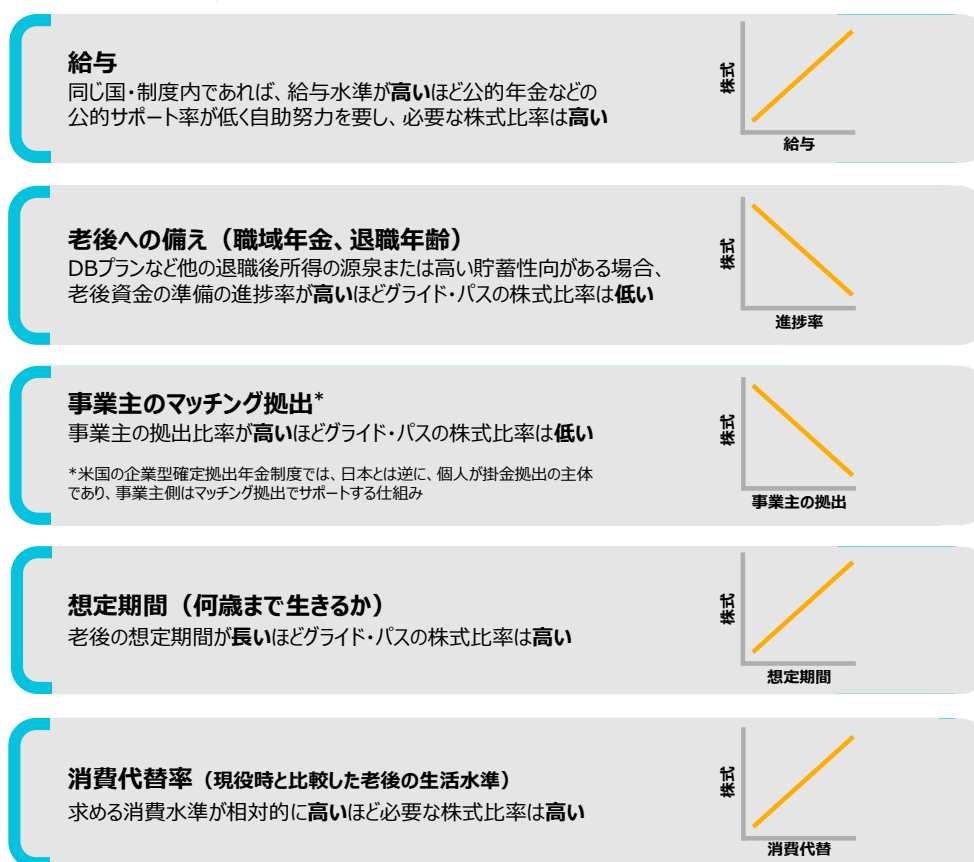 給与
同じ国・制度内であれば、給与水準が高いほど公的年金などの
公的サポート率が低く自助努力を要し、必要な株式比率は高い
株式
給与
老後への備え（職域年金、退職年齢）
DBプランなど他の退職後所得の源泉または高い貯蓄性向がある場合、
老後資金の準備の進捗率が高いほどグライド・パスの株式比率は低い
株式
進捗率
事業主のマッチング拠出*
事業主の拠出比率が高いほどグライド・パスの株式比率は低い
*米国の企業型確定拠出年金制度では、日本とは逆に、個人が掛金拠出の主体
であり、事業主側はマッチング拠出でサポートする仕組み
株式
事業主の拠出
想定期間（何歳まで生きるか）
老後の想定期間が長いほどグライド・パスの株式比率は高い
株式
想定期間
消費代替率（現役時と比較した老後の生活水準）
求める消費水準が相対的に高いほど必要な株式比率は高い
株式
消費代替